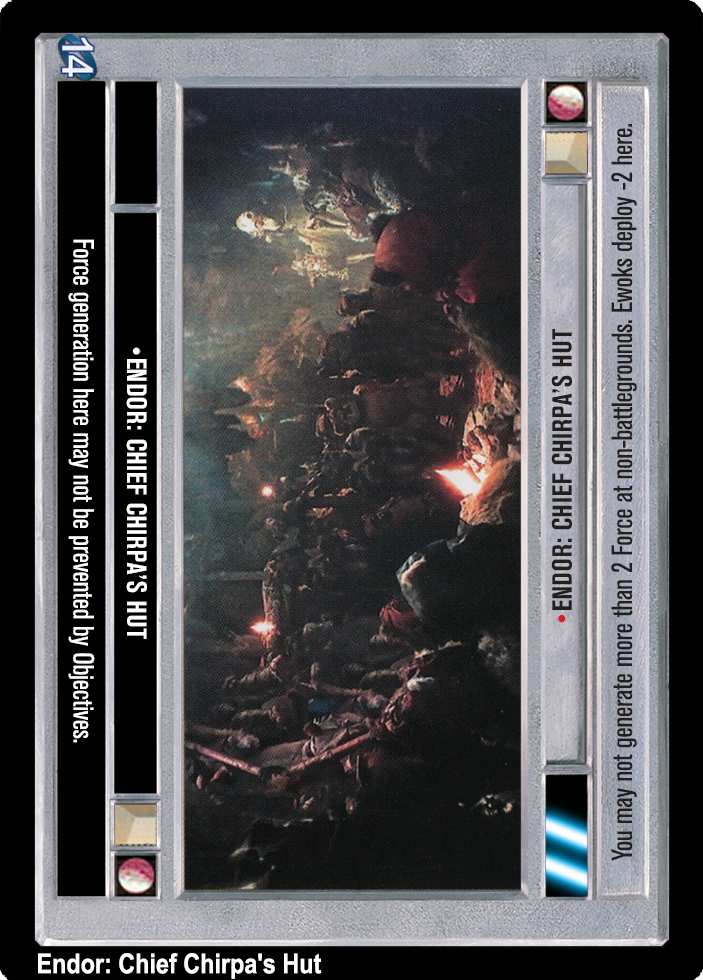 14
Force generation here may not be prevented by Objectives.
•ENDOR: CHIEF CHIRPA'S HUT
•ENDOR: CHIEF CHIRPA'S HUT
You may not generate more than 2 Force at non-battlegrounds. Ewoks deploy -2 here.
Endor: Chief Chirpa's Hut